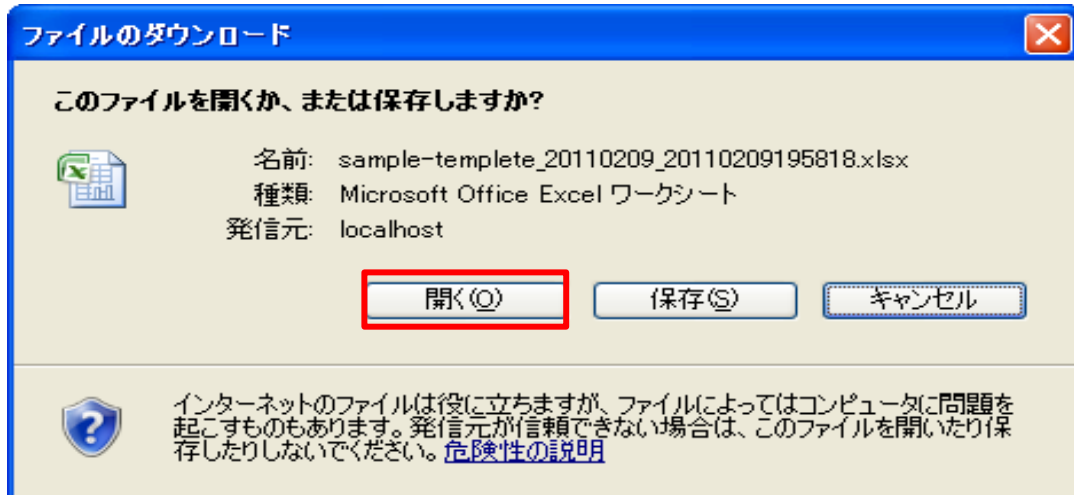 ファイルのダウンロード
このファイルを開くか、または保存しますか?
名前: sample-templete_20110209_20110209195818.xlsx
種類: Microsoft Office Excel ワークシート
発信元: localhost
開く(O) 保存(S) キャンセル
インターネットのファイルは役に立ちますが、ファイルによってはコンピュータに問題を
起こすものもあります。発信元が信頼できない場合は、このファイルを開いたり保
存したりしないでください。危険性の説明